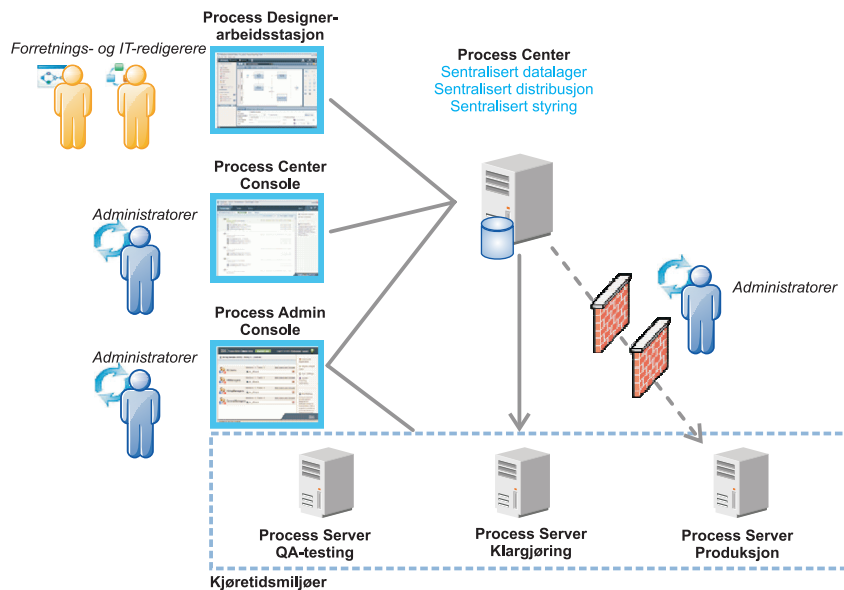 Process Designer-
arbeidsstasjon
Forretnings- og IT-redigerere
Process Center
Sentralisert datalager
Sentralisert distribusjon
Sentralisert styring
Process Center
Console
Administratorer
Administratorer
Process Admin
Console
Administratorer
Process Server
QA-testing
Process Server
Klargjøring
Process Server
Produksjon
Kjøretidsmiljøer